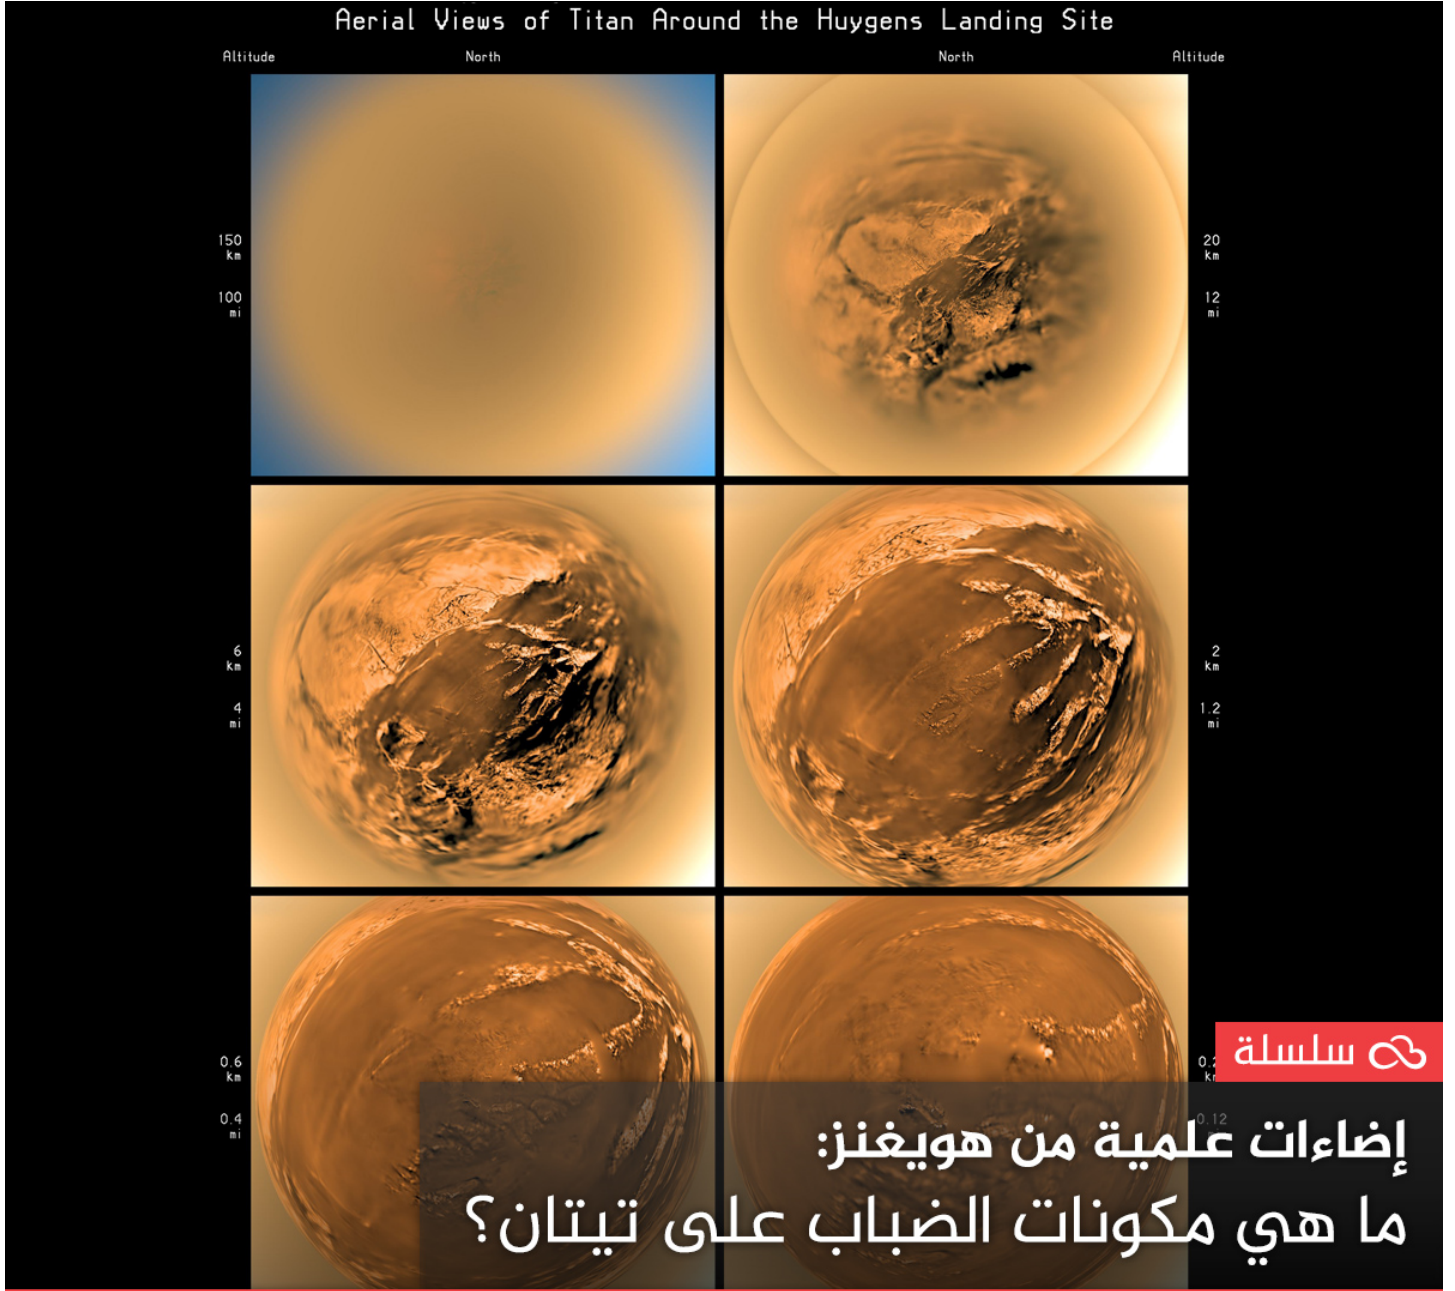 Aerial Views of Titan Around the Huygens Landing Site
Altitude North North Altitude
150 km
100 mi
20 km
12 mi
6 km
4 mi
2 km
1.2 mi
0.6 km
0.4 mi
0.12
سلسلة
إضاءات علمية من هويغنز:
ما هي مكونات الضباب على تيتان؟